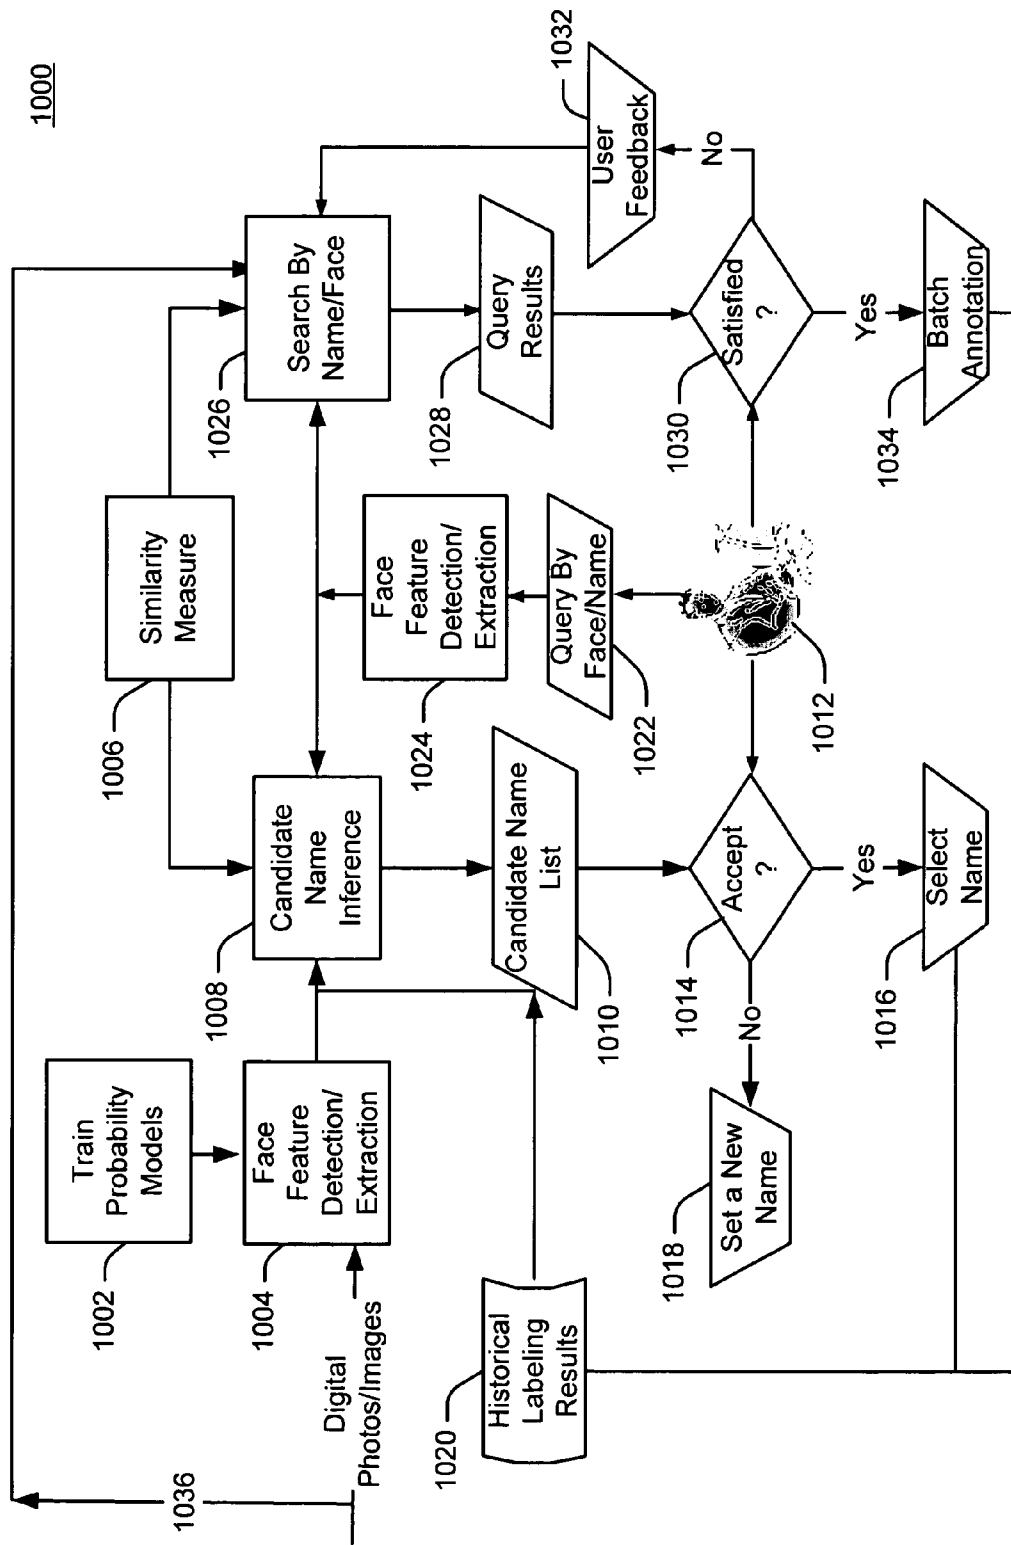 1000
Train
Probability
Models
1002
Similarity
Measure
1006
Face
Feature
Detection/
Extraction
1004
Candidate
Name
Inference
1008
Search By
Name/Face
1026
Digital
Photos/Images
1036
Face
Feature
Detection/
Extraction
1024
Query
Results
1028
Historical
Labeling
Results
1020
Candidate Name
List
1010
Query By
Face/Name
1022
User
Feedback
1032
No
Set a New
Name
1018
No
Accept
?
1014
1012
Satisfied
?
1030
Yes
Yes
Select
Name
1016
Batch
Annotation
1034